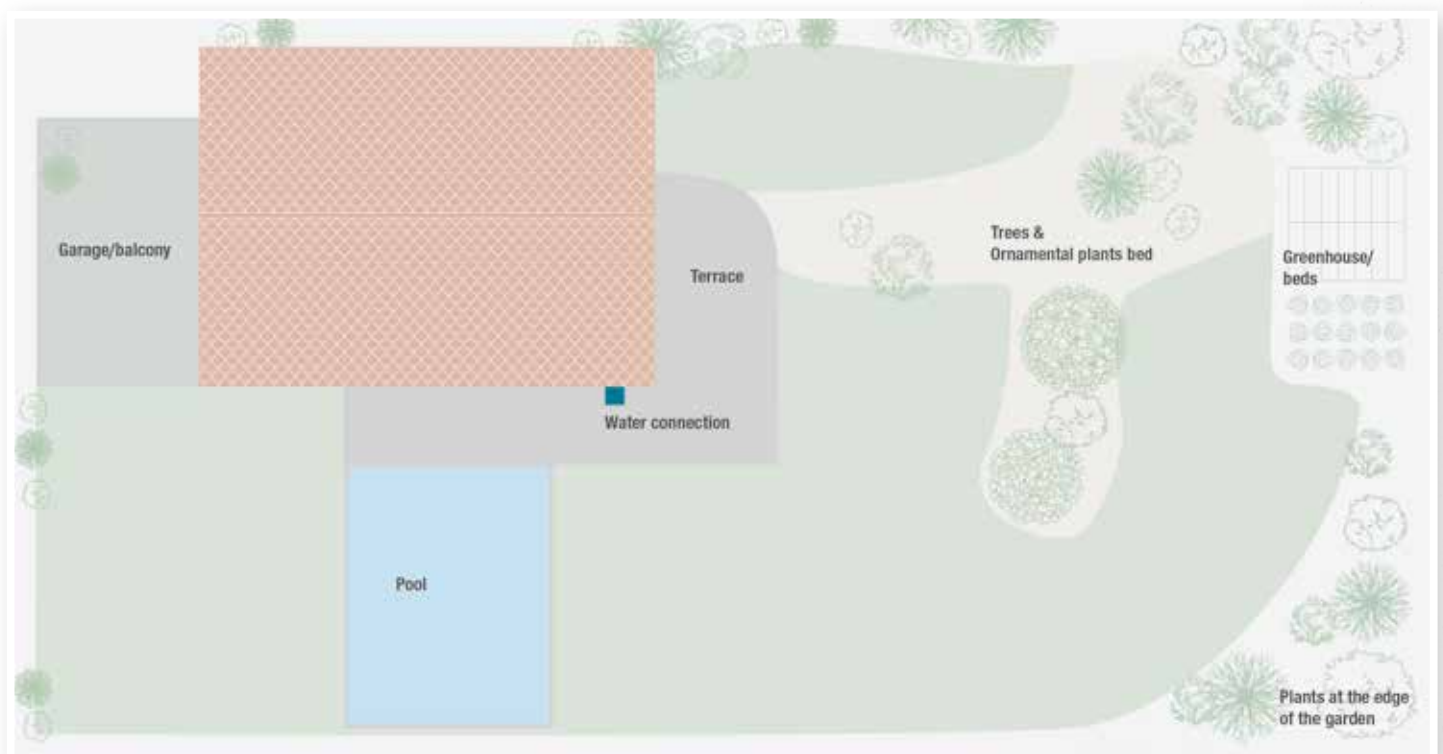 Garage/balcony
Terrace
Trees &
Ornamental plants bed
Greenhouse/
beds
Water connection
Pool
Plants at the edge
of the garden